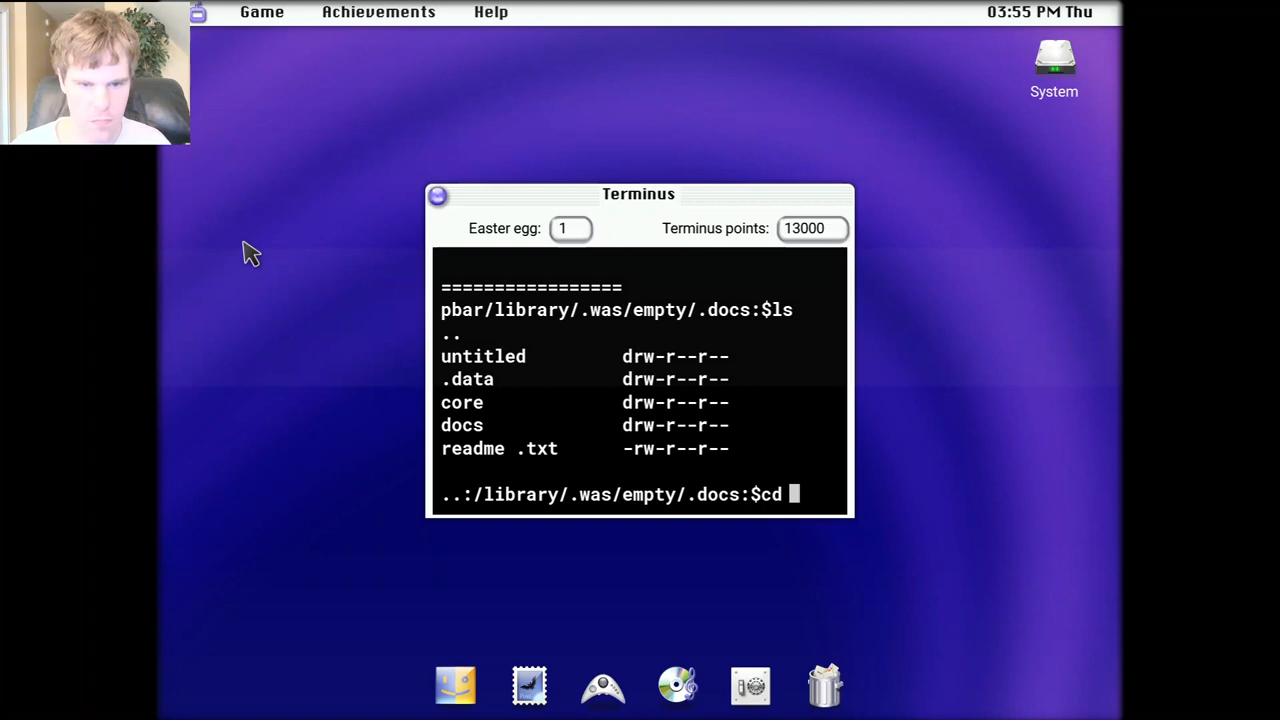 Game Achievements Help 03:55 PM Thu
System
Terminus
Easter egg: 1 Terminus points: 13000
=================
pbar/library/.was/empty/.docs:$ls
..
untitled drw-r--r--
.data drw-r--r--
core drw-r--r--
docs drw-r--r--
readme .txt -rw-r--r--
..:/library/.was/empty/.docs:$cd